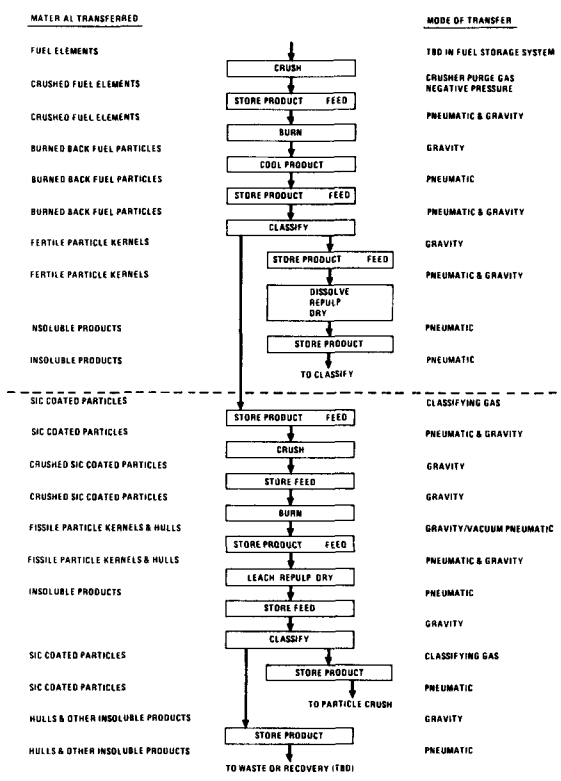 MATER AL TRANSFERRED
MODE OF TRANSFER
FUEL ELEMENTS
TBD IN FUEL STORAGE SYSTEM
CRUSH
CRUSHED FUEL ELEMENTS
CRUSHER PURGE GAS
NEGATIVE PRESSURE
STORE PRODUCT FEED
CRUSHED FUEL ELEMENTS
PNEUMATIC & GRAVITY
BURN
BURNED BACK FUEL PARTICLES
GRAVITY
COOL PRODUCT
BURNED BACK FUEL PARTICLES
PNEUMATIC
STORE PRODUCT FEED
BURNED BACK FUEL PARTICLES
PNEUMATIC & GRAVITY
CLASSIFY
FERTILE PARTICLE KERNELS
GRAVITY
STORE PRODUCT FEED
FERTILE PARTICLE KERNELS
PNEUMATIC & GRAVITY
DISSOLVE
REPULP
DRY
NSOLUBLE PRODUCTS
PNEUMATIC
STORE PRODUCT
INSOLUBLE PRODUCTS
PNEUMATIC
TO CLASSIFY
SIC COATED PARTICLES
CLASSIFYING GAS
STORE PRODUCT FEED
SIC COATED PARTICLES
PNEUMATIC & GRAVITY
CRUSH
CRUSHED SIC COATED PARTICLES
GRAVITY
STORE FEED
CRUSHED SIC COATED PARTICLES
GRAVITY
BURN
FISSILE PARTICLE KERNELS & HULLS
GRAVITY/VACUUM PNEUMATIC
STORE PRODUCT FEED
FISSILE PARTICLE KERNELS & HULLS
PNEUMATIC & GRAVITY
LEACH REPULP DRY
INSOLUBLE PRODUCTS
PNEUMATIC
STORE FEED
GRAVITY
CLASSIFY
SIC COATED PARTICLES
CLASSIFYING GAS
STORE PRODUCT
SIC COATED PARTICLES
PNEUMATIC
TO PARTICLE CRUSH
HULLS & OTHER INSOLUBLE PRODUCTS
GRAVITY
STORE PRODUCT
HULLS & OTHER INSOLUBLE PRODUCTS
PNEUMATIC
TO WASTE OR RECOVERY (TBD)